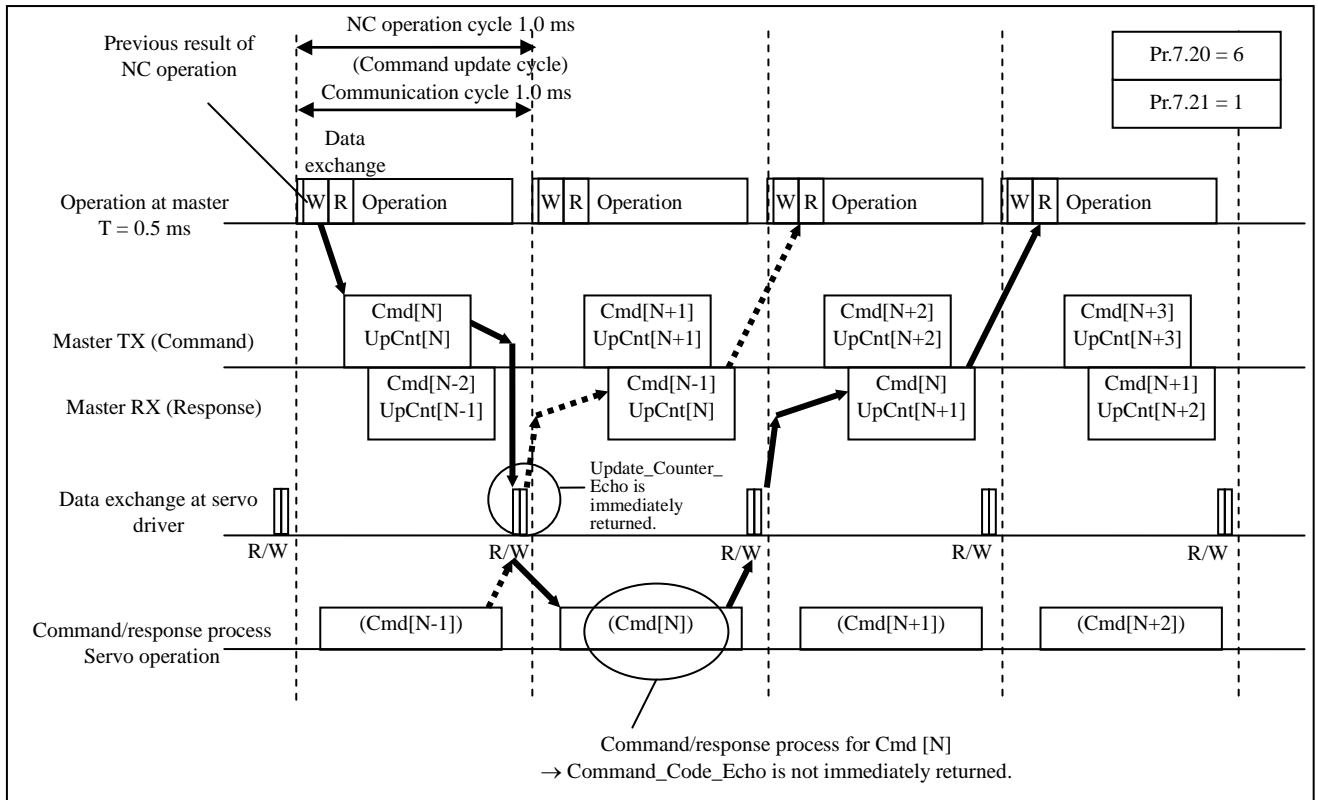 NC operation cycle 1.0 ms
Previous result of
NC operation
(Command update cycle)
Communication cycle 1.0 ms
Pr.7.20 = 6
Pr.7.21 = 1
Data
exchange
Operation at master
T = 0.5 ms
W R Operation
W R Operation
W R Operation
W R Operation
Master TX (Command)
Cmd[N]
UpCnt[N]
Cmd[N+1]
UpCnt[N+1]
Cmd[N+2]
UpCnt[N+2]
Cmd[N+3]
UpCnt[N+3]
Master RX (Response)
Cmd[N-2]
UpCnt[N-1]
Cmd[N-1]
UpCnt[N]
Cmd[N]
UpCnt[N+1]
Cmd[N+1]
UpCnt[N+2]
Update_Counter_
Echo is
immediately
returned.
Data exchange at servo
driver
R/W
R/W
R/W
R/W
R/W
Command/response process
Servo operation
(Cmd[N-1])
(Cmd[N])
(Cmd[N+1])
(Cmd[N+2])
Command/response process for Cmd [N]
→ Command_Code_Echo is not immediately returned.